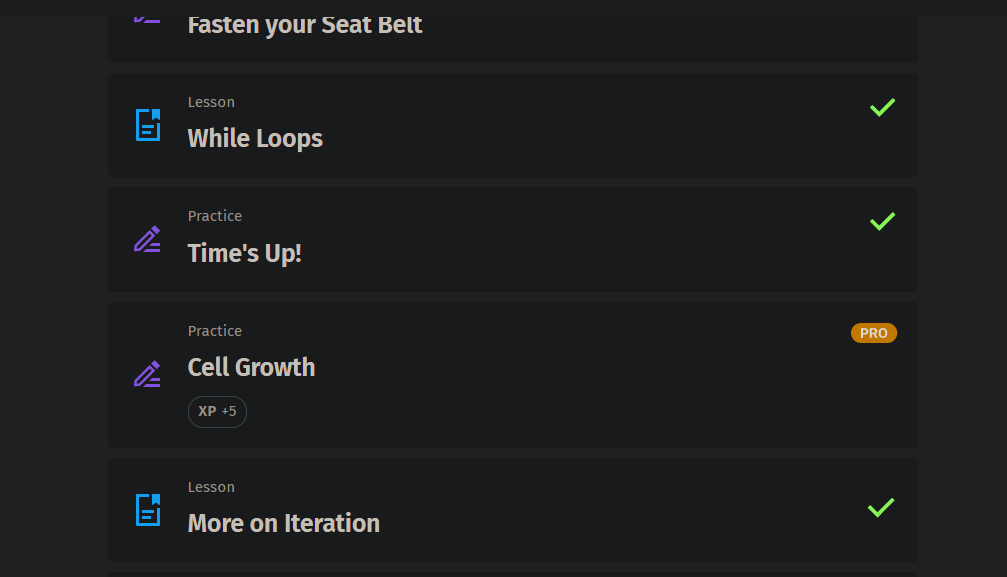 Fasten your Seat Belt
Lesson
While Loops
Practice
Time's Up!
Practice
PRO
Cell Growth
XP +5
Lesson
More on Iteration